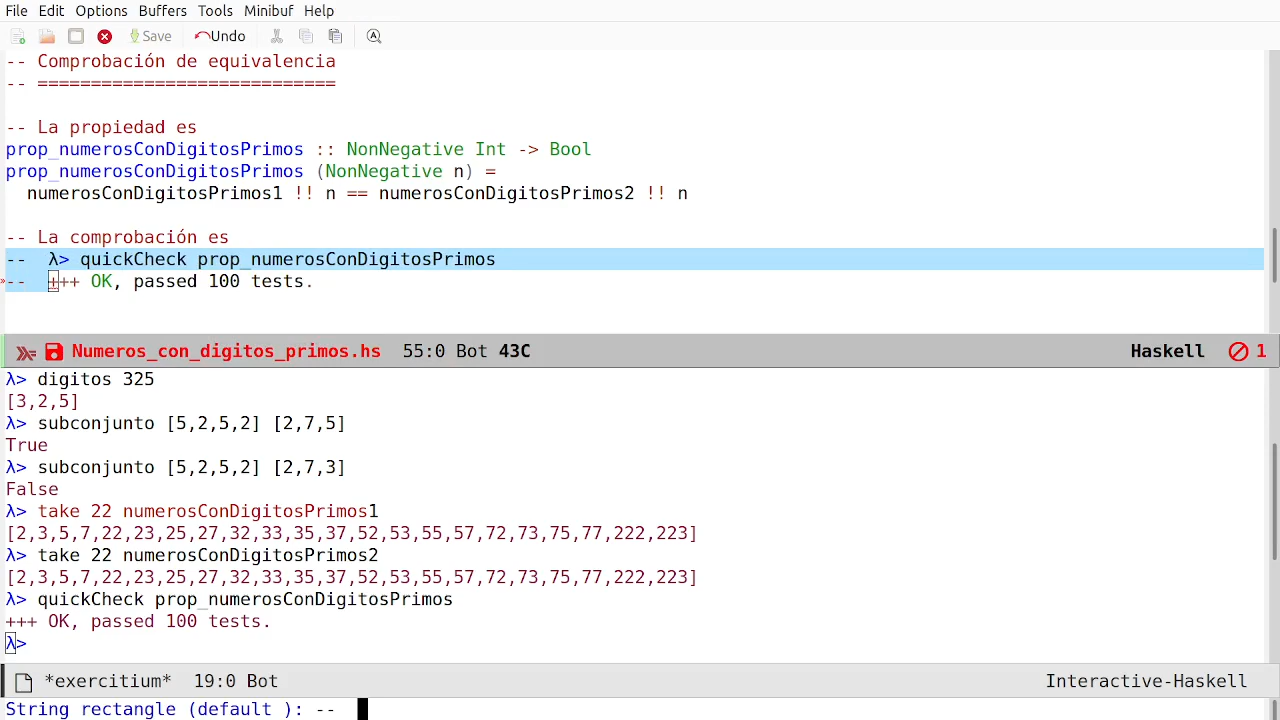 File Edit Options Buffers Tools Minibuf Help
Save Undo
-- Comprobación de equivalencia
-- ============================
-- La propiedad es
prop_numerosConDigitosPrimos :: NonNegative Int -> Bool
prop_numerosConDigitosPrimos (NonNegative n) =
  numerosConDigitosPrimos1 !! n == numerosConDigitosPrimos2 !! n
-- La comprobación es
--  λ> quickCheck prop_numerosConDigitosPrimos
--  +++ OK, passed 100 tests.
Numeros_con_digitos_primos.hs 55:0 Bot 43C Haskell 1
λ> digitos 325
[3,2,5]
λ> subconjunto [5,2,5,2] [2,7,5]
True
λ> subconjunto [5,2,5,2] [2,7,3]
False
λ> take 22 numerosConDigitosPrimos1
[2,3,5,7,22,23,25,27,32,33,35,37,52,53,55,57,72,73,75,77,222,223]
λ> take 22 numerosConDigitosPrimos2
[2,3,5,7,22,23,25,27,32,33,35,37,52,53,55,57,72,73,75,77,222,223]
λ> quickCheck prop_numerosConDigitosPrimos
+++ OK, passed 100 tests.
λ>
*exercitium* 19:0 Bot Interactive-Haskell
String rectangle (default ): --